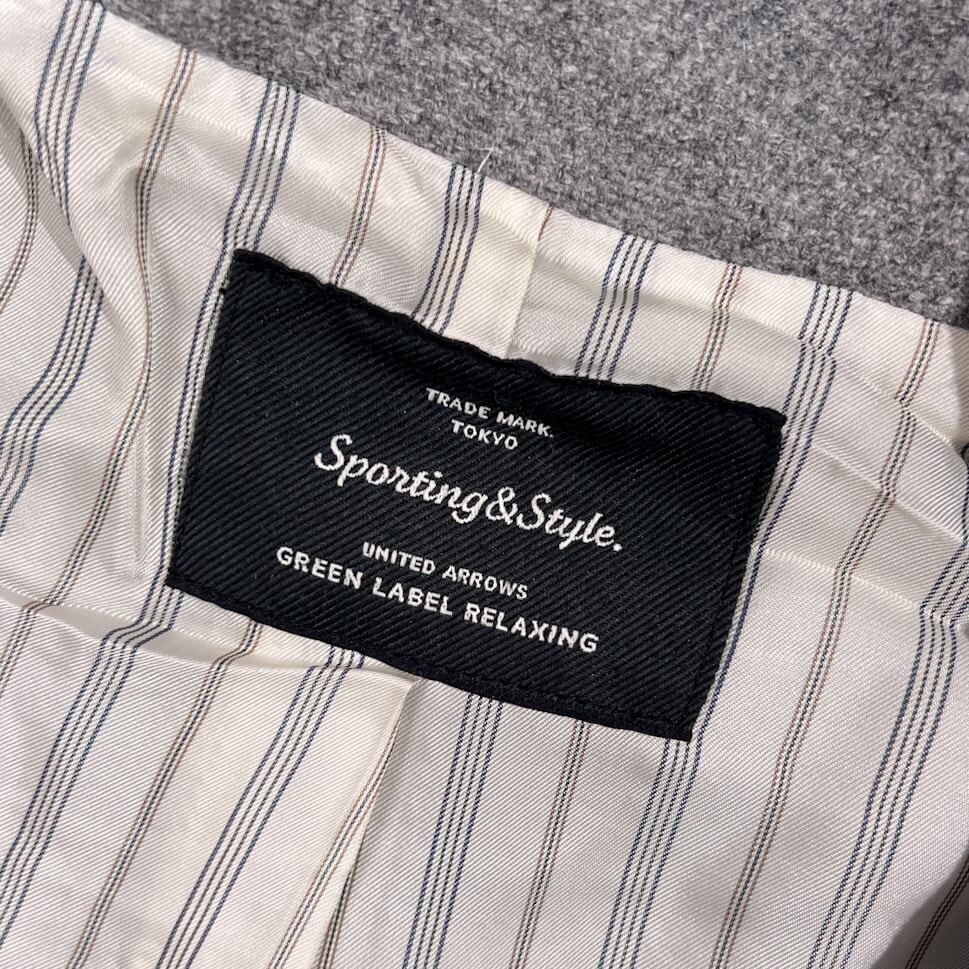 TRADE MARK.
TOKYO
Sporting&Style.
UNITED ARROWS
GREEN LABEL RELAXING